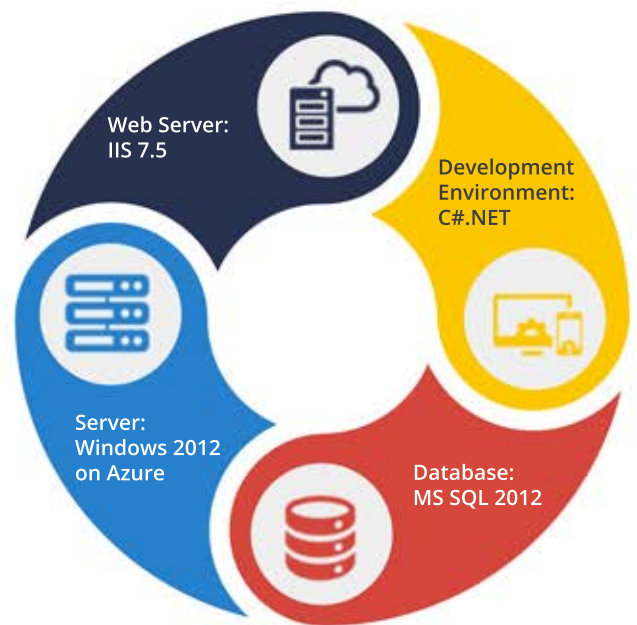 Web Server:
IIS 7.5
Development
Environment:
C#.NET
Server:
Windows 2012
on Azure
Database:
MS SQL 2012